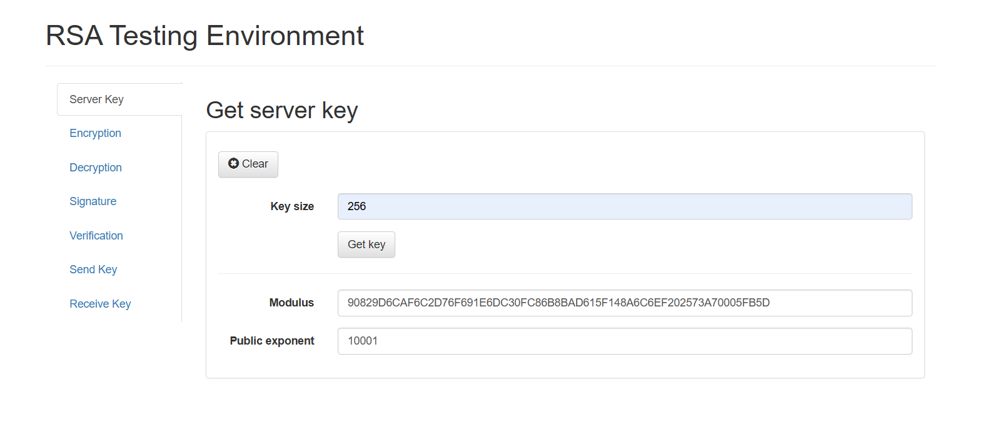 RSA Testing Environment
Server Key
Encryption
Decryption
Signature
Verification
Send Key
Receive Key
Get server key
Clear
Key size 256
Get key
Modulus 90829D6CAF6C2D76F691E6DC30FC86B8BAD615F148A6C6EF202573A70005FB5D
Public exponent 10001